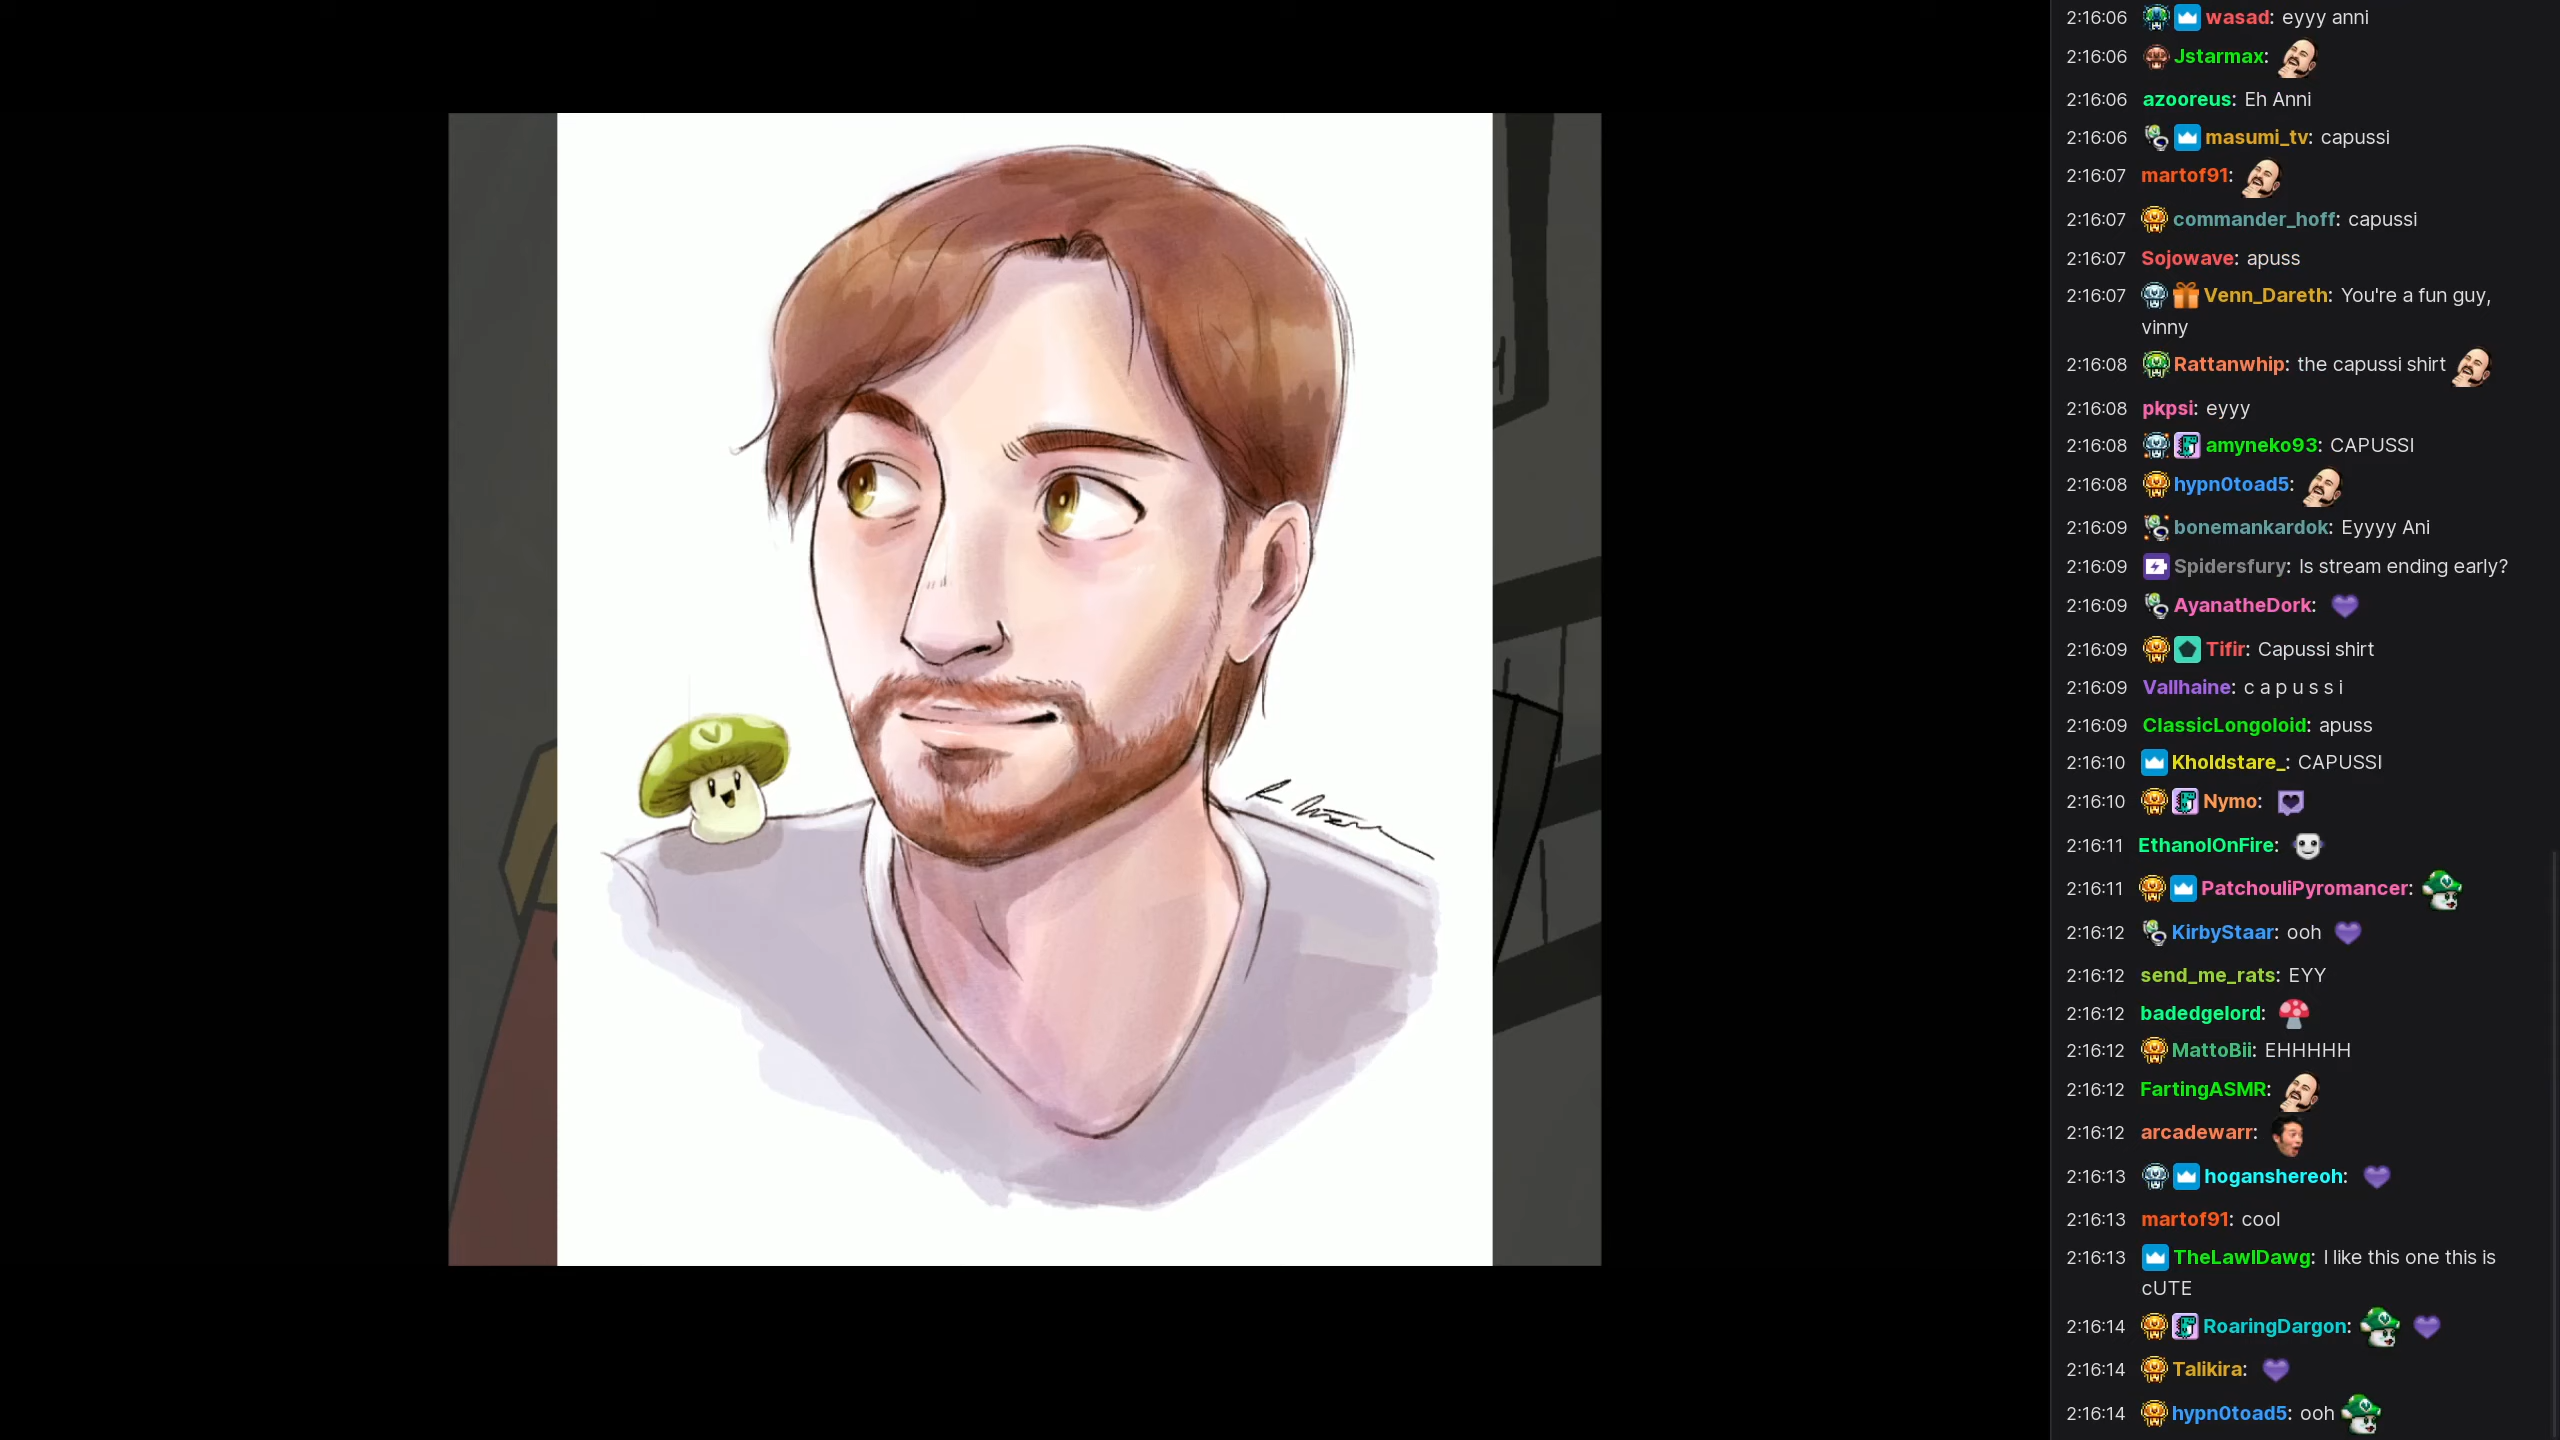 2:16:06 wasad: eyyy anni
2:16:06 Jstarmax:
2:16:06 azooreus: Eh Anni
2:16:06 masumi_tv: capussi
2:16:07 martof91:
2:16:07 commander_hoff: capussi
2:16:07 Sojowave: apuss
2:16:07 Venn_Dareth: You're a fun guy,
vinny
2:16:08 Rattanwhip: the capussi shirt
2:16:08 pkpsi: eyyy
2:16:08 amyneko93: CAPUSSI
2:16:08 hypn0toad5:
2:16:09 bonemankardok: Eyyyy Ani
2:16:09 Spidersfury: Is stream ending early?
2:16:09 AyanatheDork:
2:16:09 Tifir: Capussi shirt
2:16:09 Vallhaine: c a p u s s i
2:16:09 ClassicLongoloid: apuss
2:16:10 Kholdstare_: CAPUSSI
2:16:10 Nymo:
2:16:11 EthanolOnFire:
2:16:11 PatchouliPyromancer:
2:16:12 KirbyStaar: ooh
2:16:12 send_me_rats: EYY
2:16:12 badedgelord:
2:16:12 MattoBii: EHHHHH
2:16:12 FartingASMR:
2:16:12 arcadewarr:
2:16:13 hoganshereoh:
2:16:13 martof91: cool
2:16:13 TheLawlDawg: I like this one this is
cUTE
2:16:14 RoaringDargon:
2:16:14 Talikira:
2:16:14 hypn0toad5: ooh